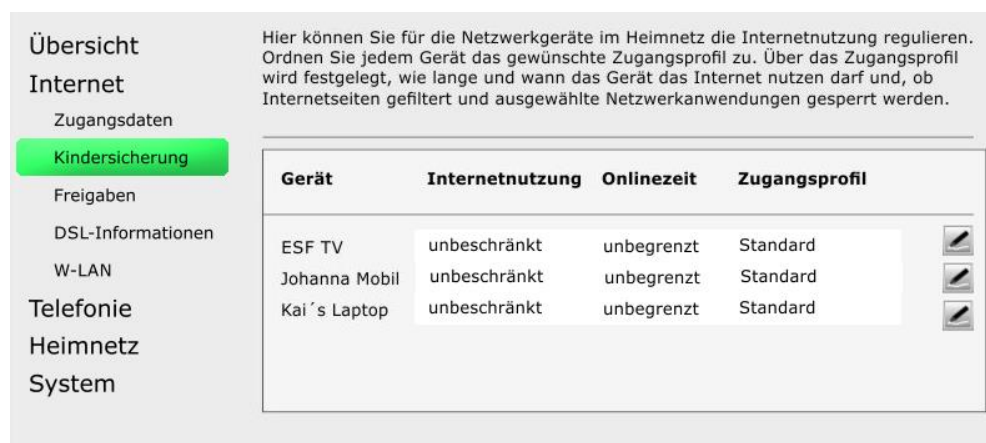 Übersicht
Internet
Zugangsdaten
Kindersicherung
Freigaben
DSL-Informationen
W-LAN
Telefonie
Heimnetz
System
Hier können Sie für die Netzwerkgeräte im Heimnetz die Internetnutzung regulieren.
Ordnen Sie jedem Gerät das gewünschte Zugangsprofil zu. Über das Zugangsprofil
wird festgelegt, wie lange und wann das Gerät das Internet nutzen darf und, ob
Internetseiten gefiltert und ausgewählte Netzwerkanwendungen gesperrt werden.
Gerät Internetnutzung Onlinezeit Zugangsprofil
ESF TV unbeschränkt unbegrenzt Standard
Johanna Mobil unbeschränkt unbegrenzt Standard
Kai´s Laptop unbeschränkt unbegrenzt Standard